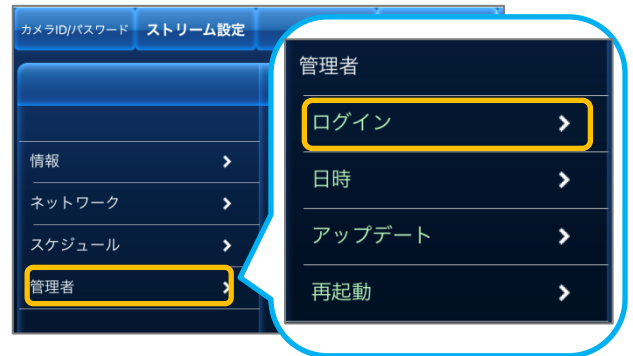 カメラID/パスワード ストリーム設定
情報
ネットワーク
スケジュール
管理者
管理者
ログイン
日時
アップデート
再起動